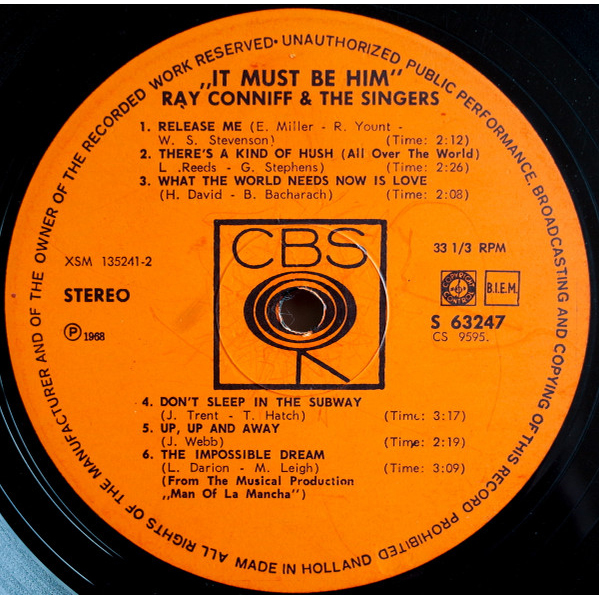 ALL RIGHTS OF THE MANUFACTURER AND OF THE OWNER OF THE RECORDED WORK RESERVED • UNAUTHORIZED PUBLIC PERFORMANCE, BROADCASTING AND COPYING OF THIS RECORD PROHIBITED
„IT MUST BE HIM"
RAY CONNIFF & THE SINGERS
1. RELEASE ME (E. Miller - R. Yount -
W. S. Stevenson) (Time: 2:12)
2. THERE'S A KIND OF HUSH (All Over The World)
L .Reeds - G. Stephens) (Time: 2:26)
3. WHAT THE WORLD NEEDS NOW IS LOVE
(H. David - B. Bacharach) (Time: 2:08)
CBS
XSM 135241-2
33 1/3 RPM
STEREO
COPYRIGHT CONTROL
B.I.E.M.
S 63247
CS 9595.
Ⓟ 1968
4. DON'T SLEEP IN THE SUBWAY
(J. Trent - T. Hatch) (Time: 3:17)
5. UP, UP AND AWAY
(J. Webb) (Time: 2:19)
6. THE IMPOSSIBLE DREAM
(L. Darion - M. Leigh) (Time: 3:09)
(From The Musical Production
„Man Of La Mancha")
MADE IN HOLLAND